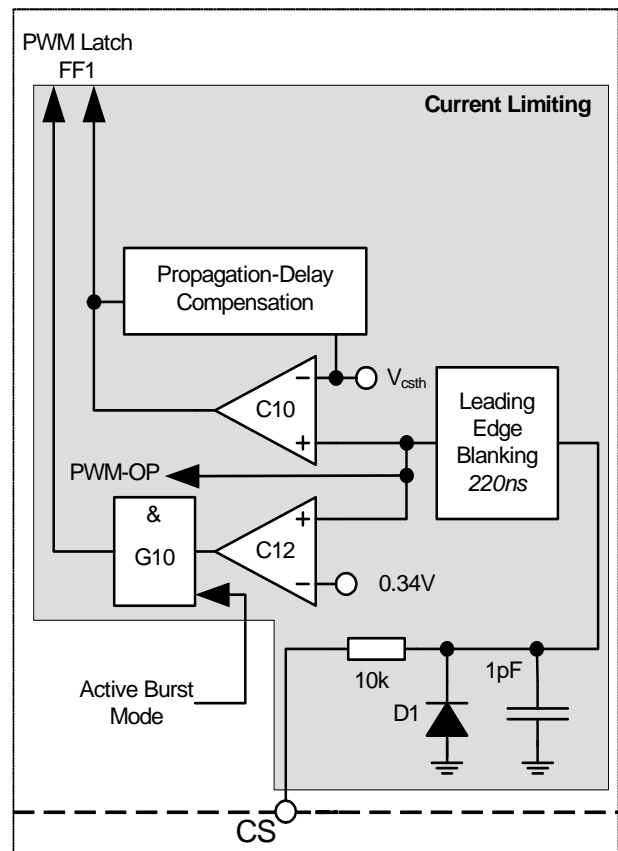 PWM Latch
FF1
Current Limiting
Propagation-Delay
Compensation
Vcsth
C10
Leading
Edge
Blanking
220ns
PWM-OP
&
G10
C12
0.34V
10k
1pF
D1
Active Burst
Mode
CS